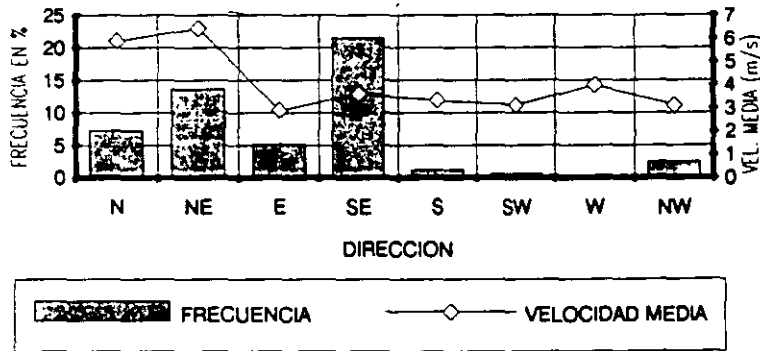 FRECUENCIA EN %
25
20
15
10
5
0
7
6
5
4
3
2
1
0
VEL. MEDIA (m/s)
N NE E SE S SW W NW
DIRECCION
FRECUENCIA VELOCIDAD MEDIA